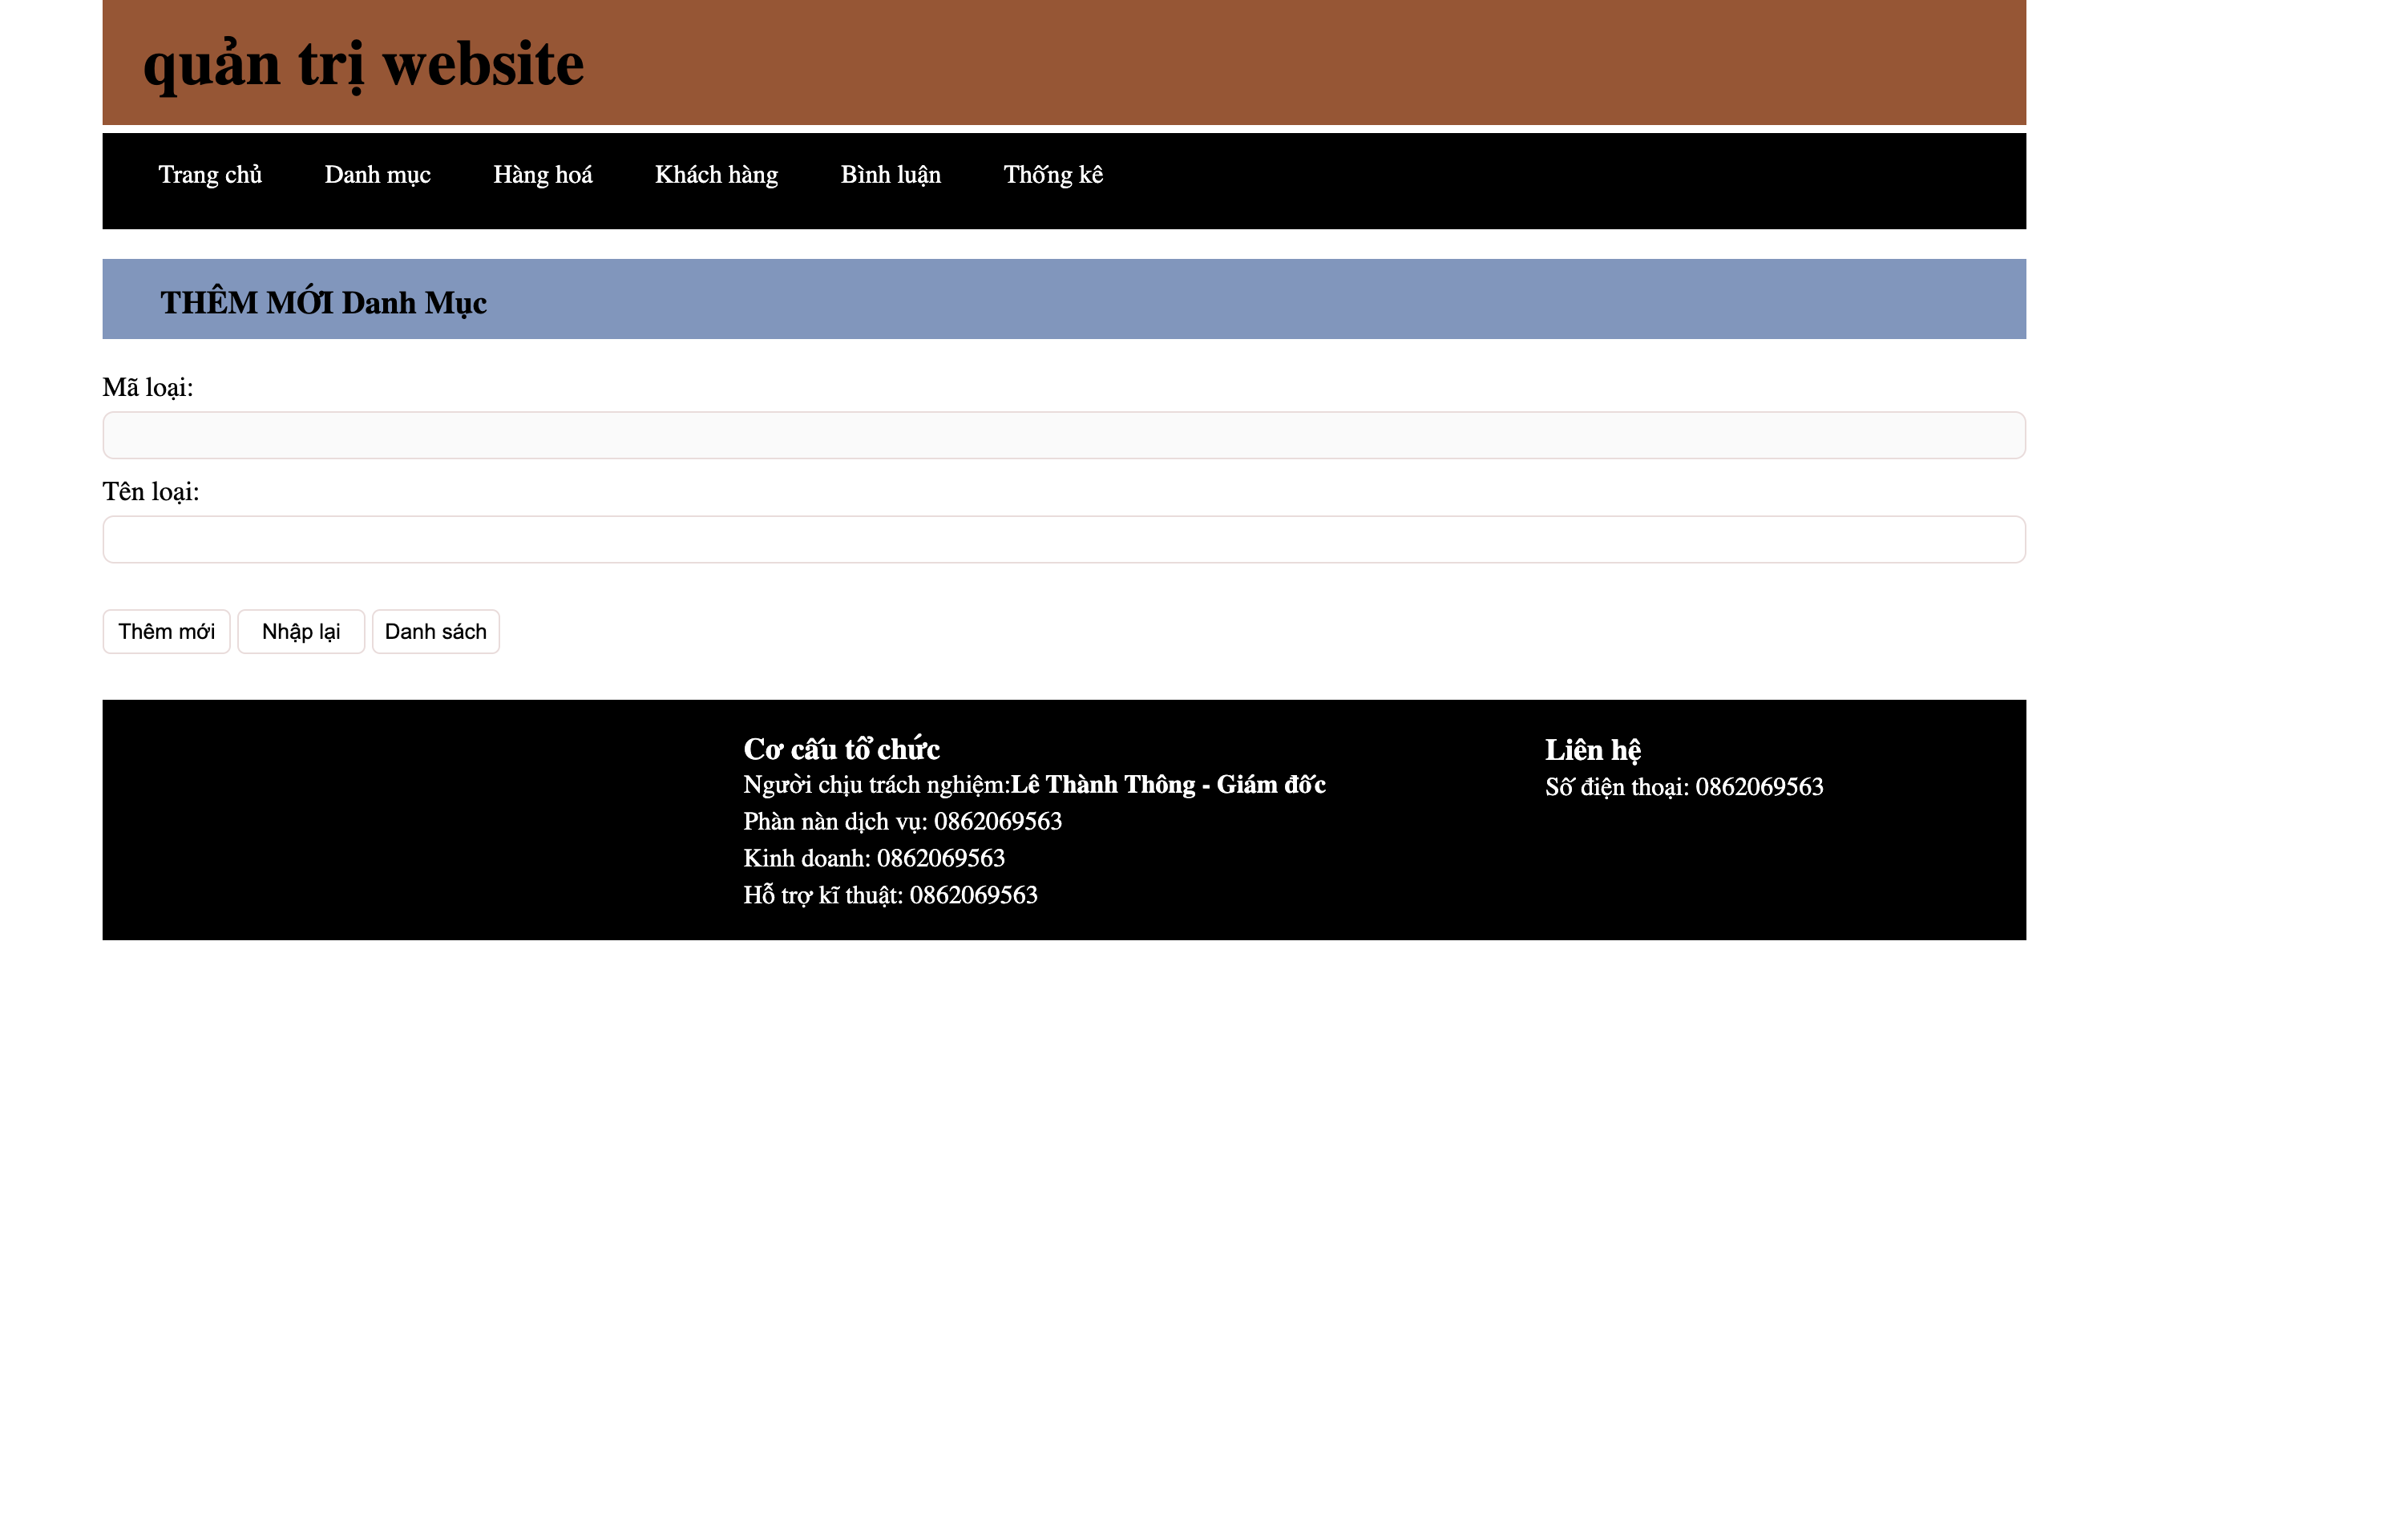 quản trị website
Trang chủ Danh mục Hàng hoá Khách hàng Bình luận Thống kê
THÊM MỚI Danh Mục
Mã loại:
Tên loại:
Thêm mới Nhập lại Danh sách
Cơ cấu tổ chức
Người chịu trách nghiệm:Lê Thành Thông - Giám đốc
Phàn nàn dịch vụ: 0862069563
Kinh doanh: 0862069563
Hỗ trợ kĩ thuật: 0862069563
Liên hệ
Số điện thoại: 0862069563